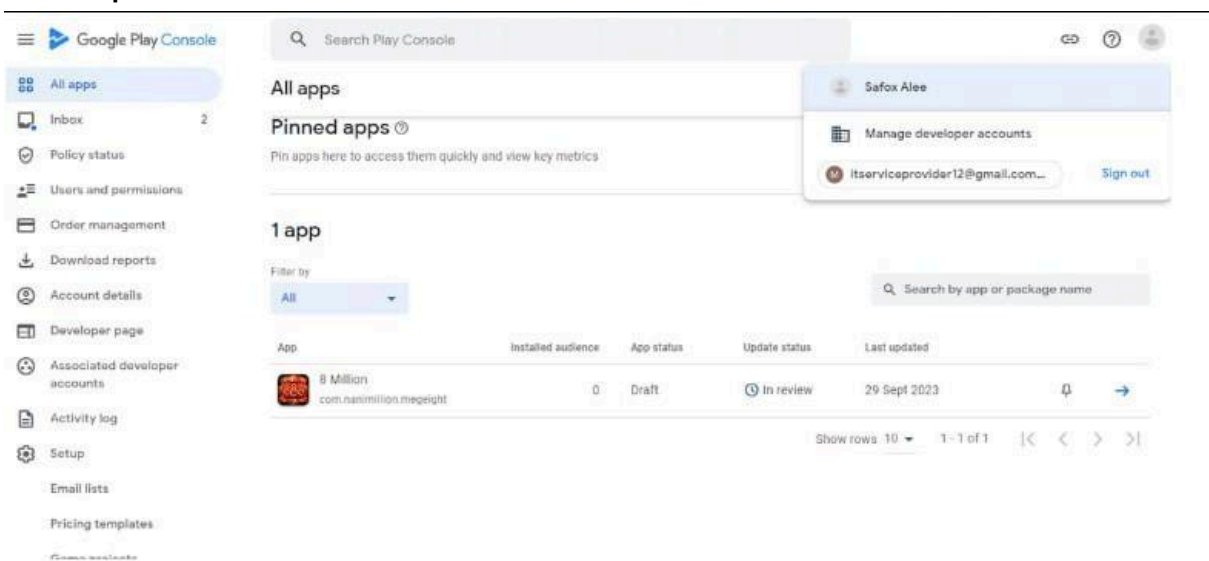 Google Play Console
Search Play Console
All apps
Inbox 2
Policy status
Users and permissions
Order management
Download reports
Account details
Developer page
Associated developer
accounts
Activity log
Setup
Email lists
Pricing templates
All apps
Pinned apps
Pin apps here to access them quickly and view key metrics
Safox Alee
Manage developer accounts
M
itserviceprovider12@gmail.com... Sign out
1 app
Filter by
All
Search by app or package name
App Installed audience App status Update status Last updated
8 Million 0 Draft In review 29 Sept 2023
com.nanimillion.megeight
Show rows 10 1 - 1 of 1